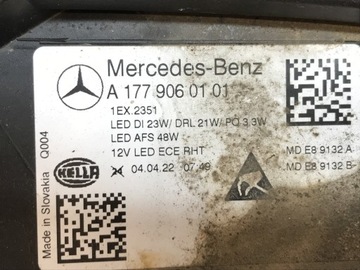 Mercedes-Benz
A 177 906 01 01
1EX.2351
LED DI 23W/ DRL 21W/ PO 3.3W
LED AFS 48W
12V LED ECE RHT
04.04.22 07:49
MD E8 9132 A
MD E8 9132 B
HELLA
Made in Slovakia
Q004